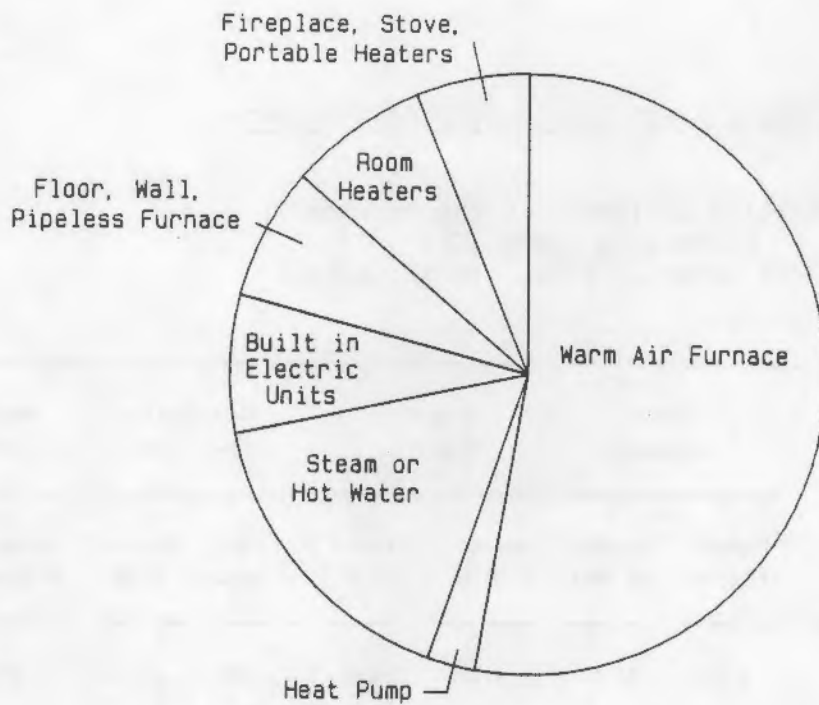 Fireplace, Stove,
Portable Heaters
Room
Heaters
Floor, Wall,
Pipeless Furnace
Built in
Electric
Units
Warm Air Furnace
Steam or
Hot Water
Heat Pump